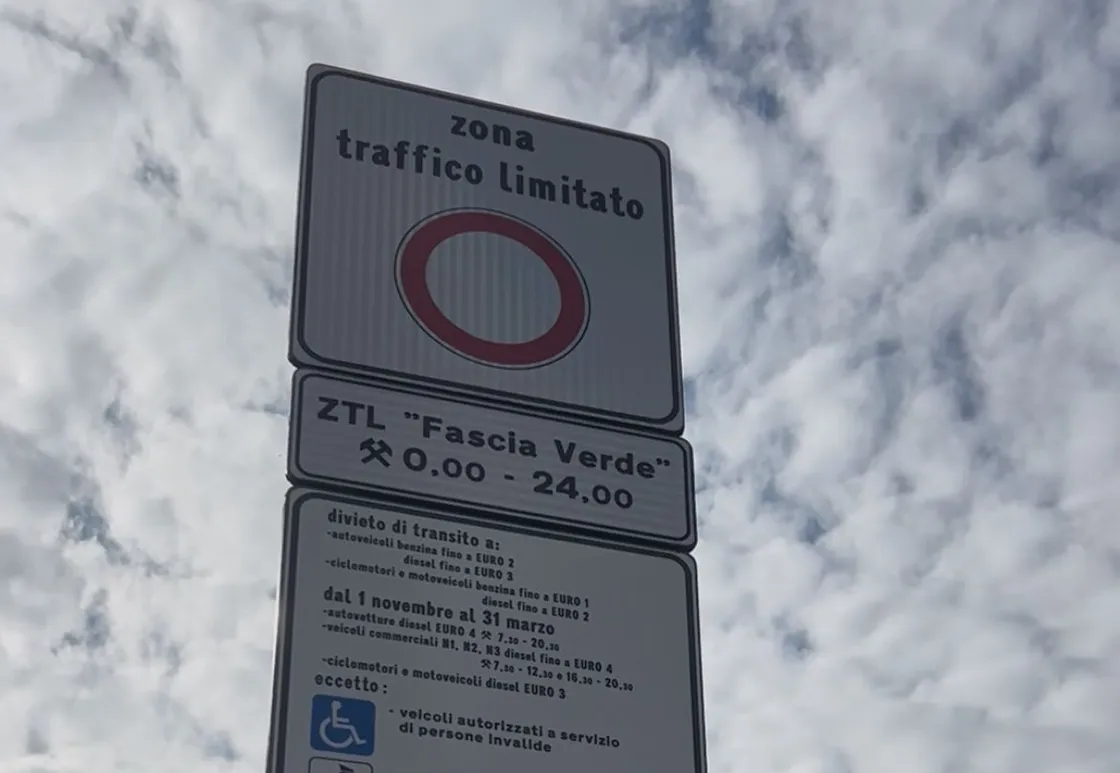 zona
traffico limitato
ZTL "Fascia Verde"
⚒ 0.00 - 24.00
divieto di transito a:
-autoveicoli benzina fino a EURO 2
diesel fino a EURO 3
-ciclomotori e motoveicoli benzina fino a EURO 1
diesel fino a EURO 2
dal 1 novembre al 31 marzo
-autovetture diesel EURO 4 ⚒ 7.30 - 20.30
-veicoli commerciali N1, N2, N3 diesel fino a EURO 4
⚒ 7.30 - 12.30 e 16.30 - 20.30
-ciclomotori e motoveicoli diesel EURO 3
eccetto:
- veicoli autorizzati a servizio
di persone invalide